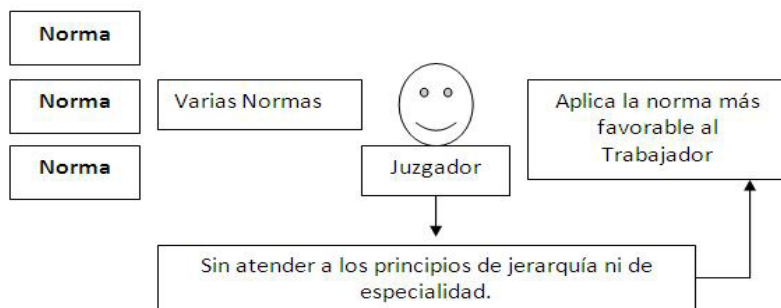 Norma
Norma
Norma
Varias Normas
Juzgador
Aplica la norma más
favorable al
Trabajador
Sin atender a los principios de jerarquía ni de
especialidad.